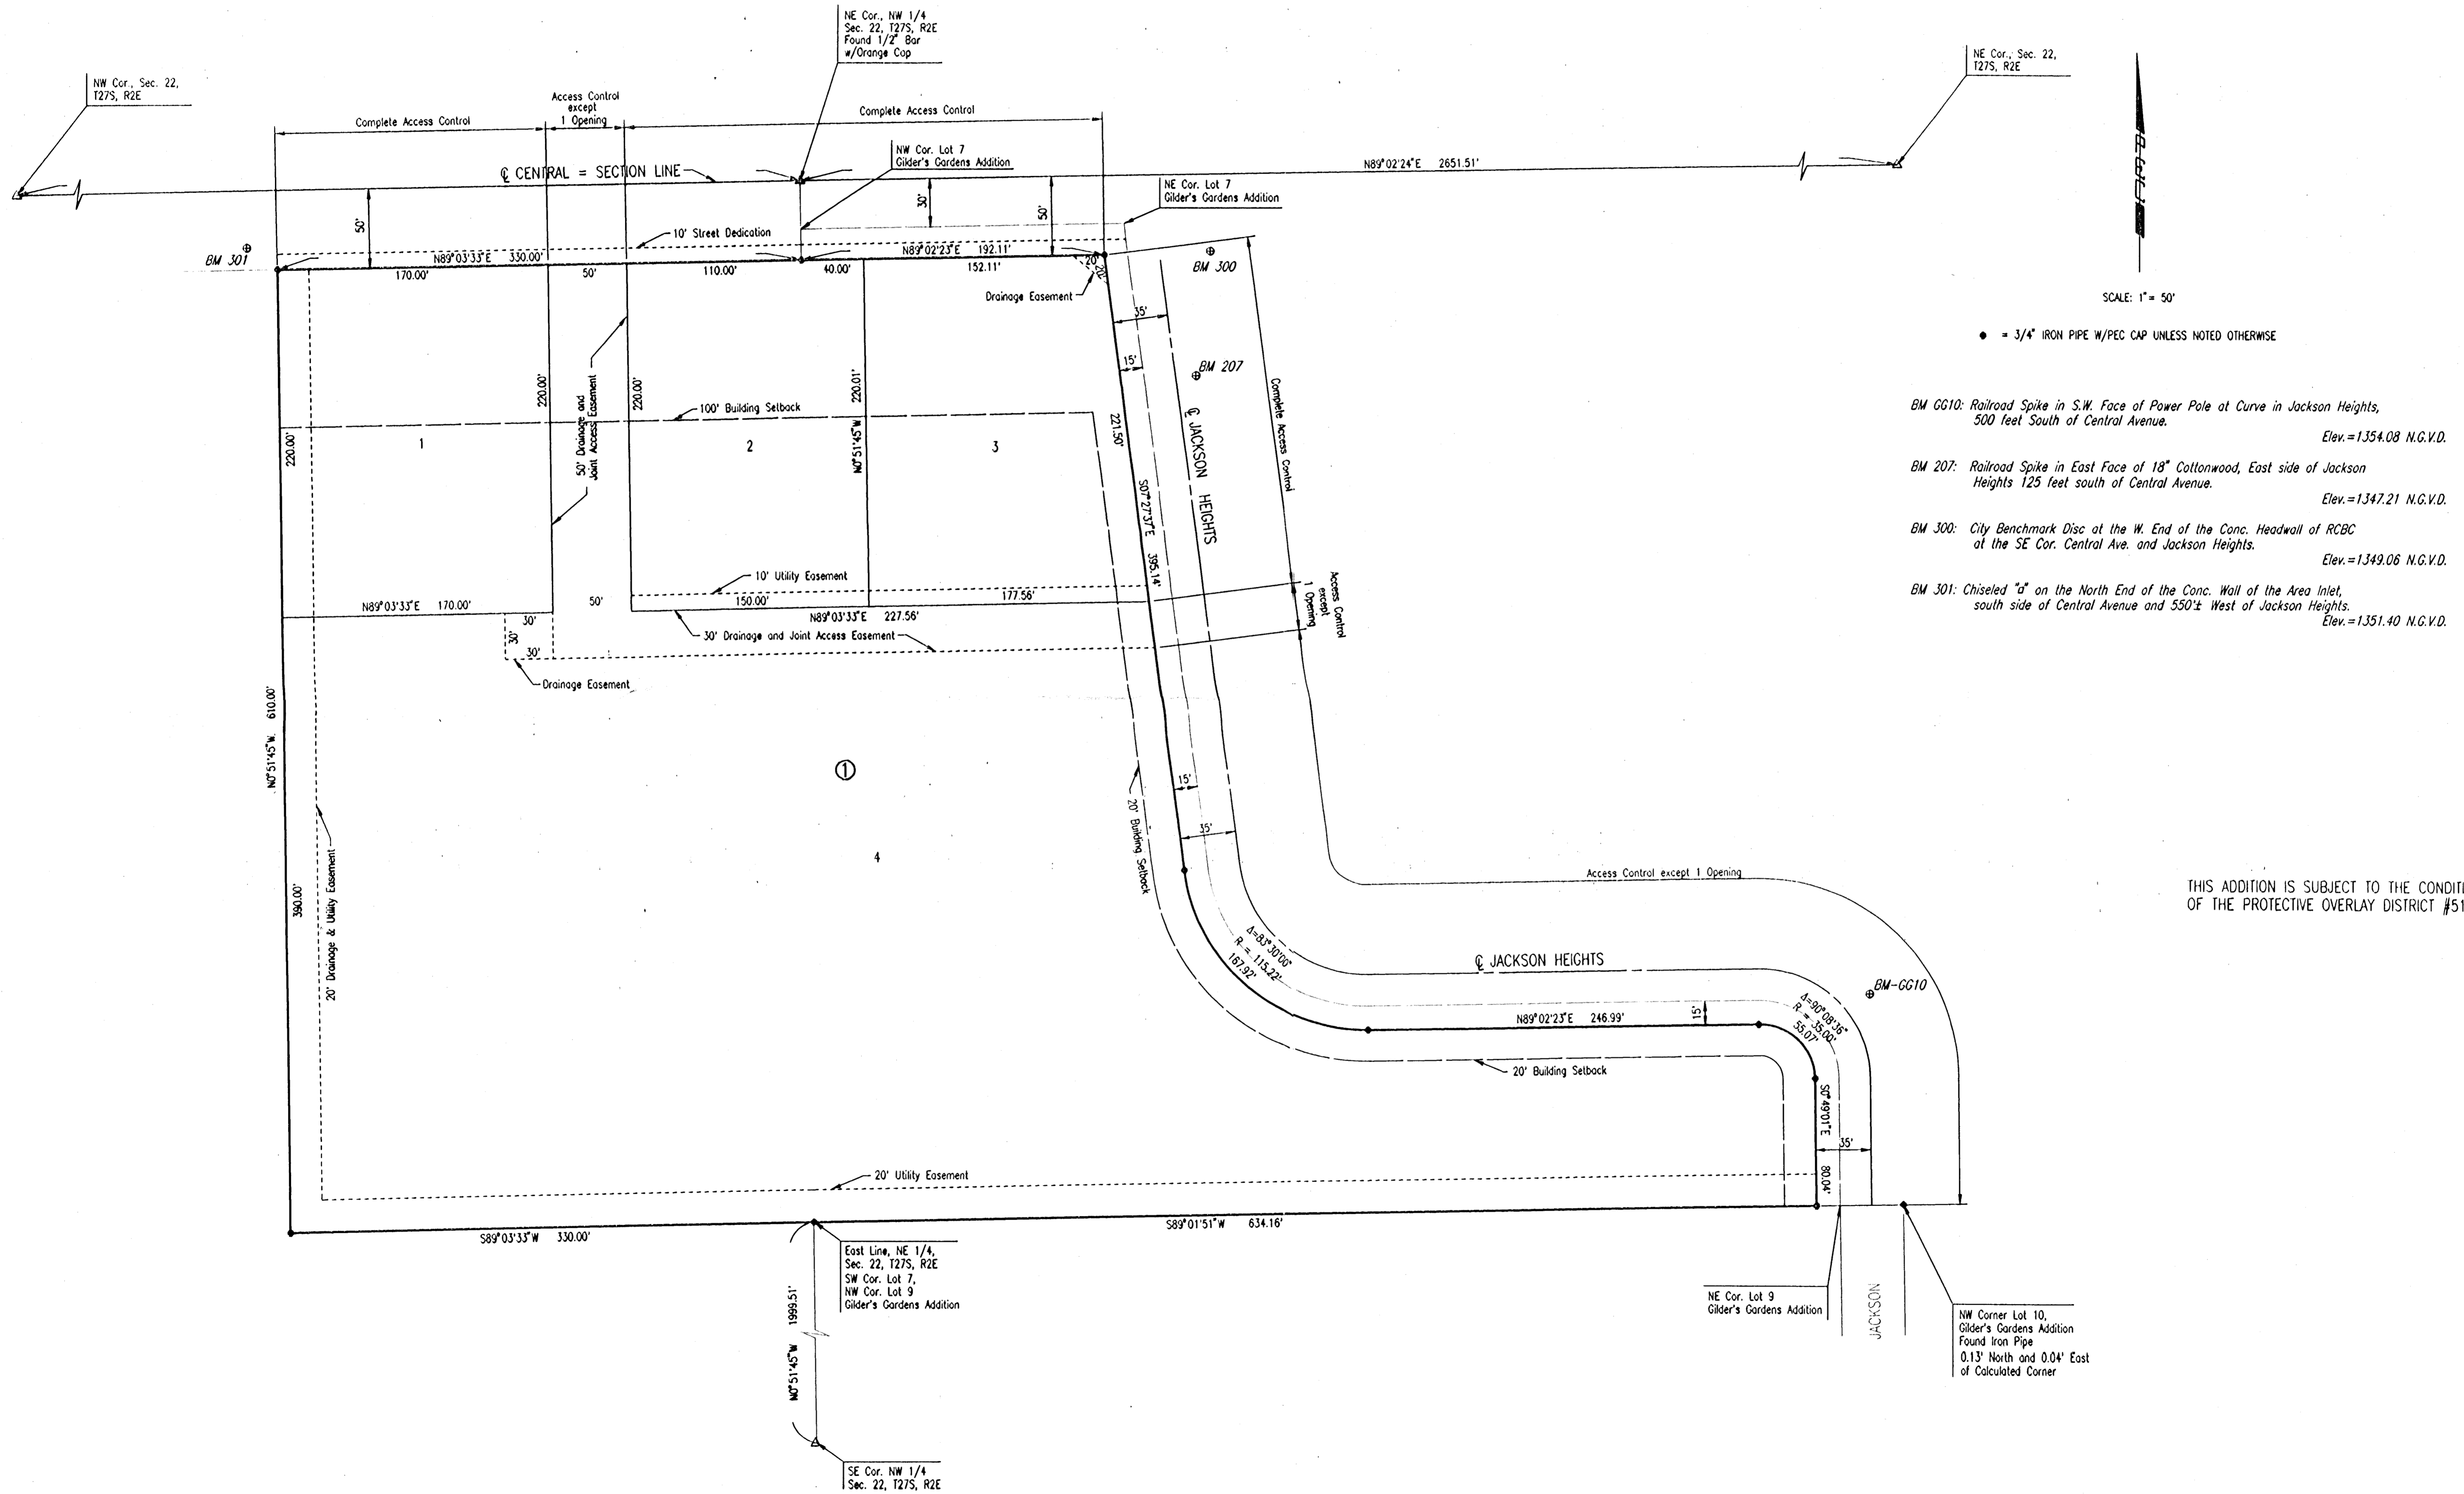 NE Cor., NW 1/4
Sec. 22, T27S, R2E
Found 1/2" Bar
w/Orange Cap
NW Cor., Sec. 22,
T27S, R2E
NE Cor., Sec. 22,
T27S, R2E
Complete Access Control
Access Control
except
1 Opening
Complete Access Control
NW Cor. Lot 7
Gilder's Gardens Addition
℄ CENTRAL = SECTION LINE
N89°02'24"E 2651.51'
NE Cor. Lot 7
Gilder's Gardens Addition
50'
30'
50'
10' Street Dedication
BM 301
N89°03'33"E 330.00'
N89°02'23"E 192.11'
170.00'
50'
110.00'
40.00'
152.11'
20'
20'
Drainage Easement
BM 300
35'
15'
BM 207
SCALE: 1" = 50'
● = 3/4" IRON PIPE W/PEC CAP UNLESS NOTED OTHERWISE
BM GG10: Railroad Spike in S.W. Face of Power Pole at Curve in Jackson Heights,
500 feet South of Central Avenue.
Elev.=1354.08 N.G.V.D.
BM 207: Railroad Spike in East Face of 18" Cottonwood, East side of Jackson
Heights 125 feet south of Central Avenue.
Elev.=1347.21 N.G.V.D.
BM 300: City Benchmark Disc at the W. End of the Conc. Headwall of RCBC
at the SE Cor. Central Ave. and Jackson Heights.
Elev.=1349.06 N.G.V.D.
BM 301: Chiseled "□" on the North End of the Conc. Wall of the Area Inlet,
south side of Central Avenue and 550'± West of Jackson Heights.
Elev.=1351.40 N.G.V.D.
220.00'
220.00'
50' Drainage and
Joint Access Easement
220.00'
100' Building Setback
220.01'
N0°51'45"W
1
2
3
221.50'
S07°27'37"E 395.14'
℄ JACKSON HEIGHTS
Complete Access Control
Access Control
except
1 Opening
10' Utility Easement
N89°03'33"E 170.00'
50'
150.00'
177.56'
N89°03'33"E 227.56'
30'
30'
30'
30' Drainage and Joint Access Easement
Drainage Easement
N0°51'45"W. 610.00'
1
4
390.00'
20' Drainage & Utility Easement
15'
35'
20' Building Setback
Access Control except 1 Opening
THIS ADDITION IS SUBJECT TO THE CONDITI
OF THE PROTECTIVE OVERLAY DISTRICT #51
Δ=83°30'00"
R = 115.22'
167.92'
℄ JACKSON HEIGHTS
BM-GG10
N89°02'23"E 246.99'
15'
Δ=90°08'36"
R = 35.00'
55.07'
20' Building Setback
S0°49'01"E 80.04'
35'
20' Utility Easement
S89°03'33"W 330.00'
S89°01'51"W 634.16'
East Line, NE 1/4,
Sec. 22, T27S, R2E
SW Cor. Lot 7,
NW Cor. Lot 9
Gilder's Gardens Addition
N0°51'45"W 1999.51'
NE Cor. Lot 9
Gilder's Gardens Addition
JACKSON
NW Corner Lot 10,
Gilder's Gardens Addition
Found Iron Pipe
0.13' North and 0.04' East
of Calculated Corner
SE Cor. NW 1/4
Sec. 22, T27S, R2E